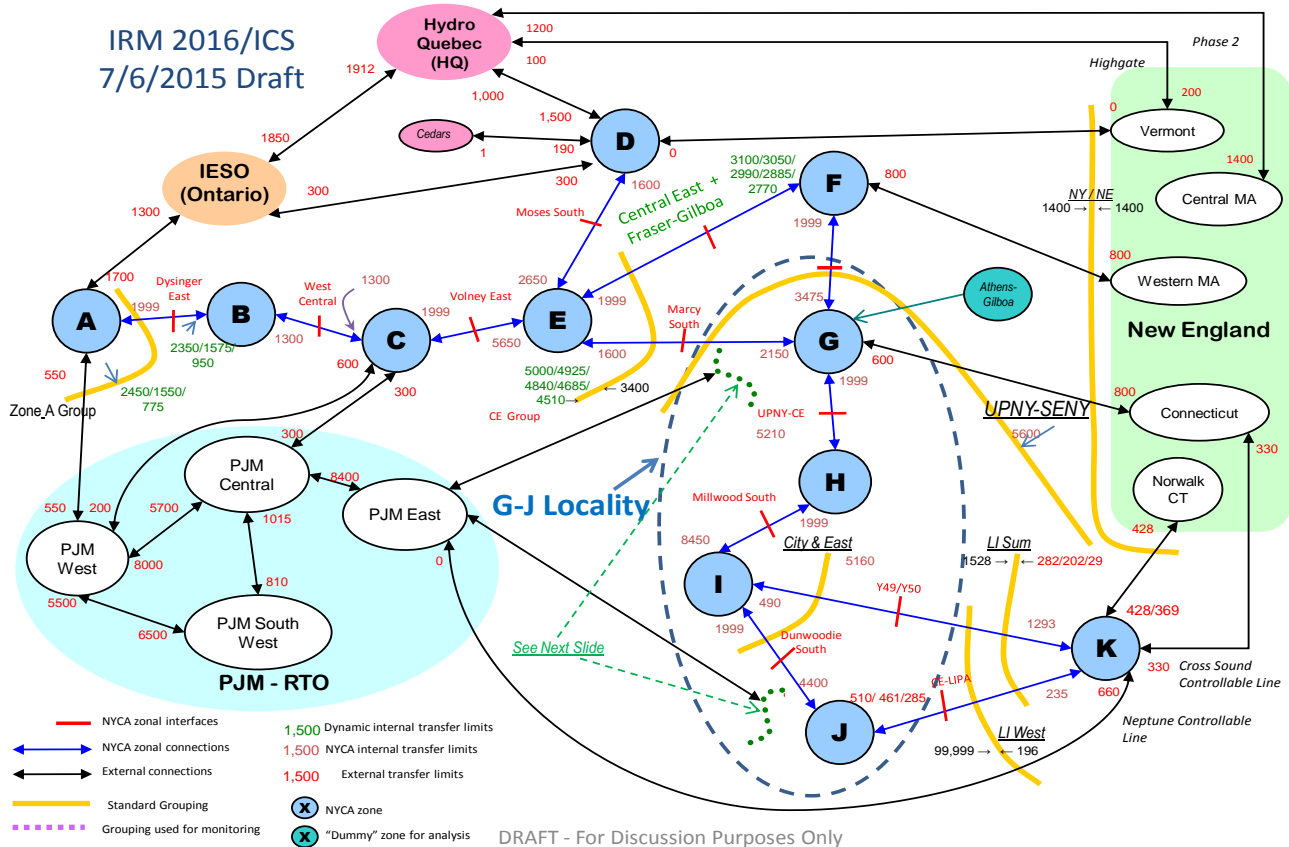 IRM 2016/ICS
7/6/2015 Draft
Hydro
Quebec
(HQ)
1200
100
Phase 2
Highgate
200
0
1912
1,000
1,500
Cedars
1
190
D
0
Vermont
1850
IESO
(Ontario)
300
300
1600
3100/3050/
2990/2885/
2770
F
800
1400
Central MA
NY / NE
1400
1400
1300
Moses South
Central East +
Fraser-Gilboa
1999
800
Western MA
1700
Dysinger
East
West
Central
1300
1999
A
B
1999
Volney East
2650
1999
E
Marcy
South
3475
Athens-
Gilboa
New England
C
G
2350/1575/
950
1300
600
5650
1600
2150
600
550
2450/1550/
775
300
5000/4925/
4840/4685/
4510
3400
1999
800
Connecticut
Zone_A Group
CE Group
UPNY-CE
5210
UPNY-SENY
5600
330
300
PJM
Central
8400
H
Norwalk
CT
G-J Locality
Millwood South
1999
550
200
5700
1015
PJM East
428
PJM
West
8000
0
8450
City & East
5160
LI Sum
1528
282/202/29
810
I
490
Y49/Y50
5500
6500
PJM South
West
1999
1293
428/369
K
See Next Slide
Dunwoodie
South
330
Cross Sound
Controllable Line
PJM - RTO
4400
510/ 461/285
CE-LIPA
235
660
Neptune Controllable
Line
J
LI West
99,999
196
NYCA zonal interfaces
1,500 Dynamic internal transfer limits
NYCA zonal connections
1,500 NYCA internal transfer limits
External connections
1,500 External transfer limits
Standard Grouping
X NYCA zone
Grouping used for monitoring
X "Dummy" zone for analysis
DRAFT - For Discussion Purposes Only